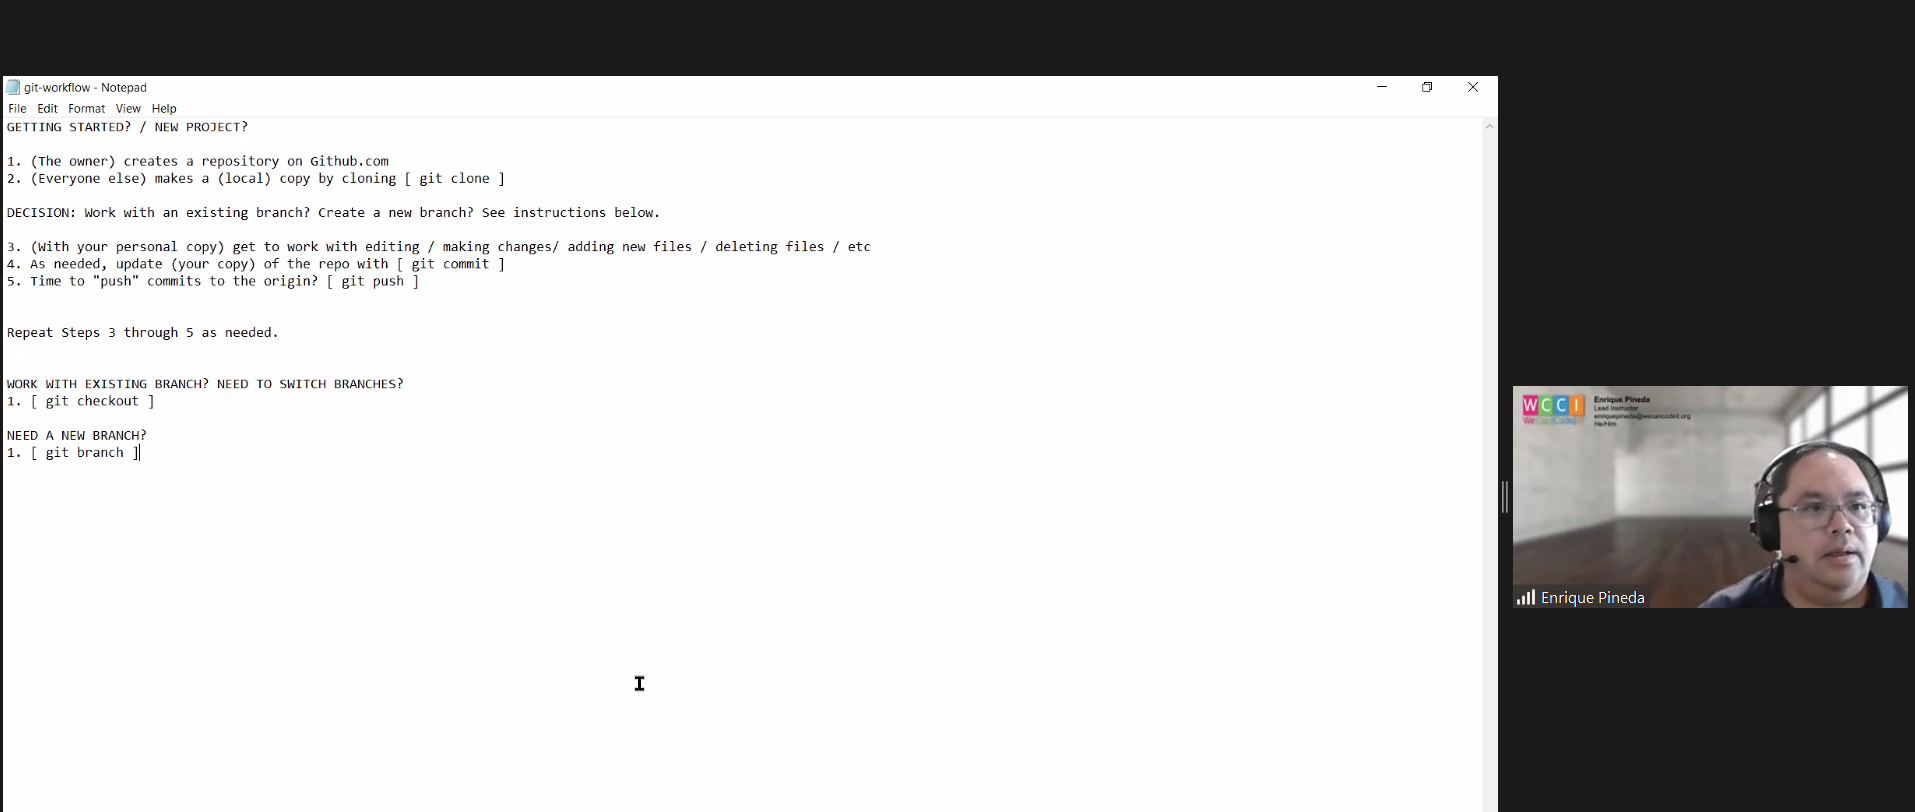 git-workflow - Notepad
File Edit Format View Help
GETTING STARTED? / NEW PROJECT?
1. (The owner) creates a repository on Github.com
2. (Everyone else) makes a (local) copy by cloning [ git clone ]
DECISION: Work with an existing branch? Create a new branch? See instructions below.
3. (With your personal copy) get to work with editing / making changes/ adding new files / deleting files / etc
4. As needed, update (your copy) of the repo with [ git commit ]
5. Time to "push" commits to the origin? [ git push ]
Repeat Steps 3 through 5 as needed.
WORK WITH EXISTING BRANCH? NEED TO SWITCH BRANCHES?
1. [ git checkout ]
NEED A NEW BRANCH?
1. [ git branch ]
WCCI
Enrique Pineda
Lead Instructor
enriquepineda@wecancodeit.org
He/Him
Enrique Pineda